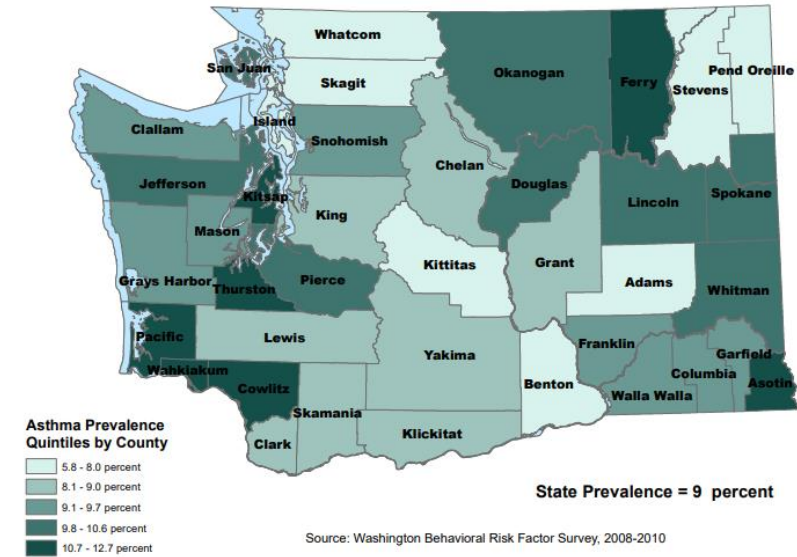 Whatcom
San Juan
Skagit
Okanogan
Ferry
Pend Oreille
Stevens
Island
Clallam
Snohomish
Chelan
Jefferson
Kitsap
Douglas
Lincoln
Spokane
King
Mason
Grant
Kittitas
Adams
Grays Harbor
Thurston
Pierce
Whitman
Pacific
Lewis
Yakima
Franklin
Garfield
Wahkiakum
Cowlitz
Benton
Columbia
Asotin
Walla Walla
Skamania
Clark
Klickitat
Asthma Prevalence
Quintiles by County
5.8 - 8.0 percent
8.1 - 9.0 percent
9.1 - 9.7 percent
9.8 - 10.6 percent
10.7 - 12.7 percent
State Prevalence = 9 percent
Source: Washington Behavioral Risk Factor Survey, 2008-2010